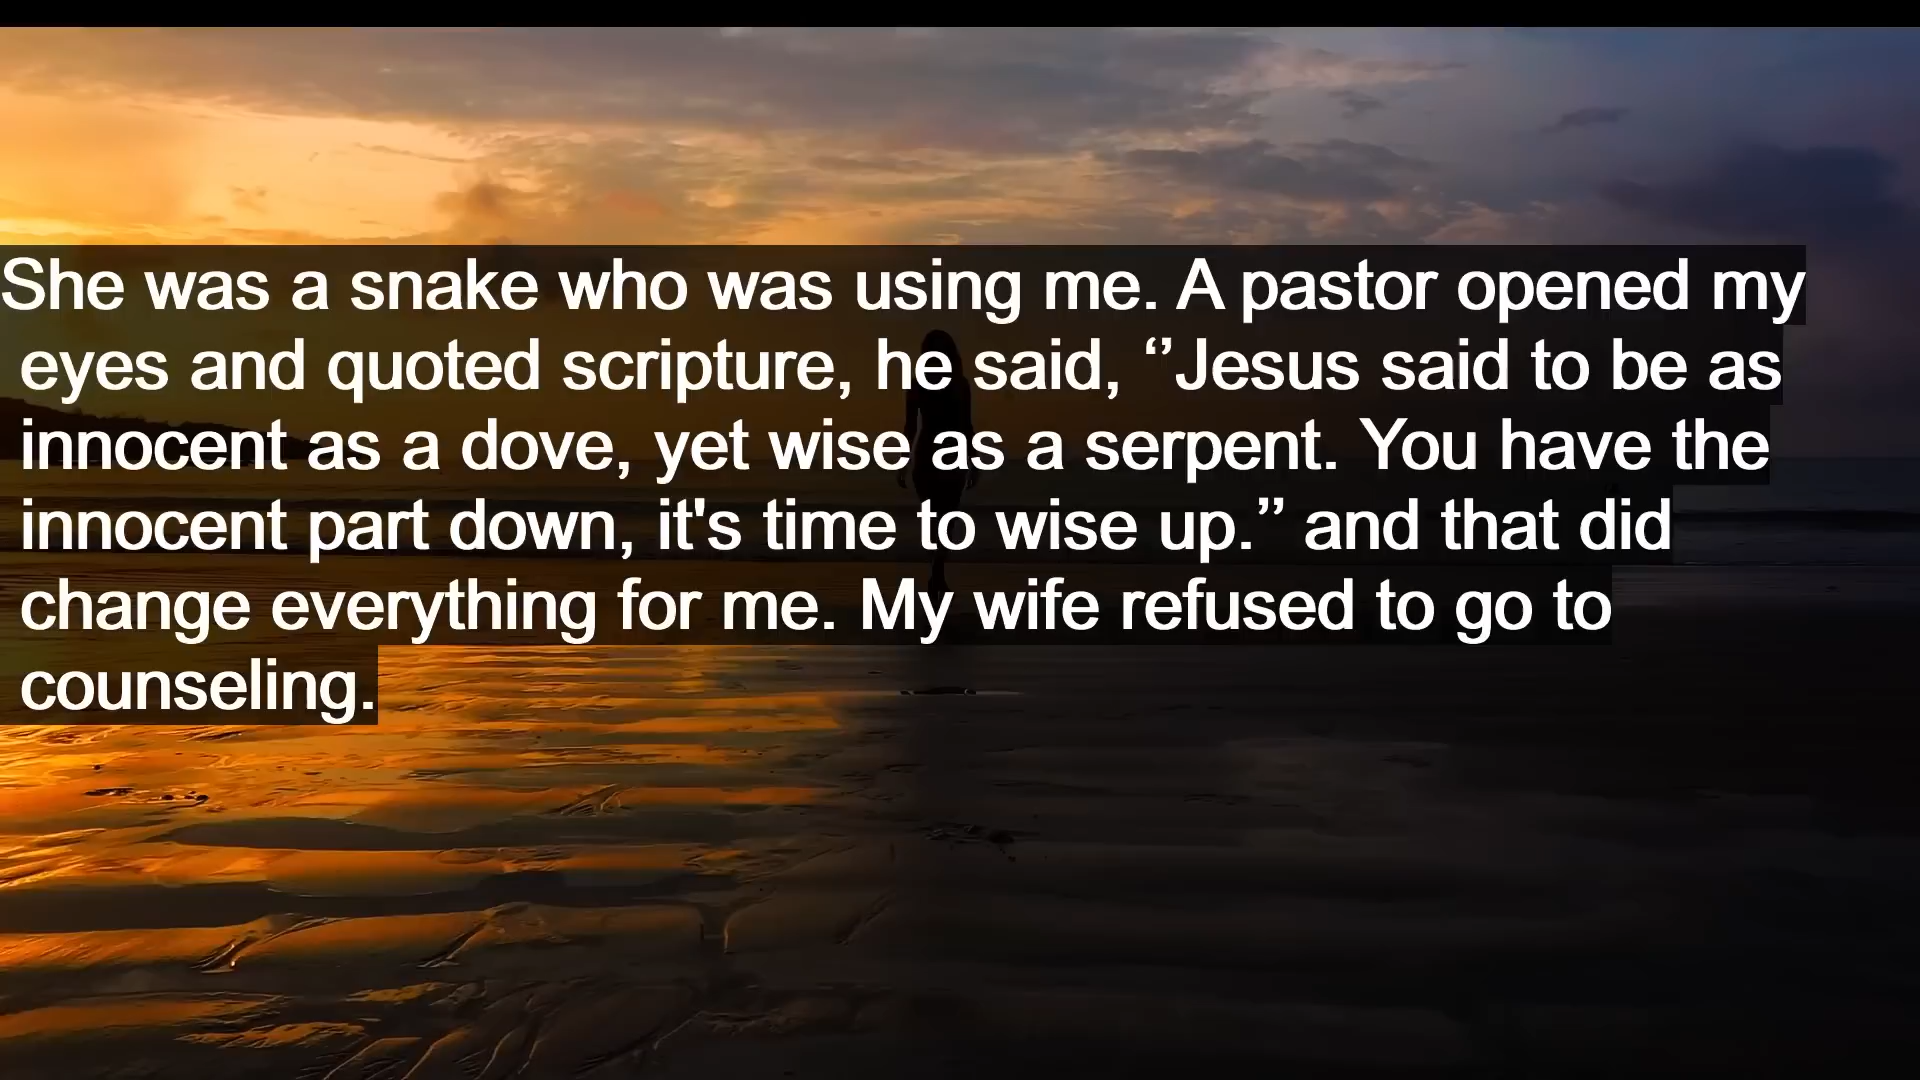 She was a snake who was using me. A pastor opened my
eyes and quoted scripture, he said, “Jesus said to be as
innocent as a dove, yet wise as a serpent. You have the
innocent part down, it's time to wise up.” and that did
change everything for me. My wife refused to go to
counseling.